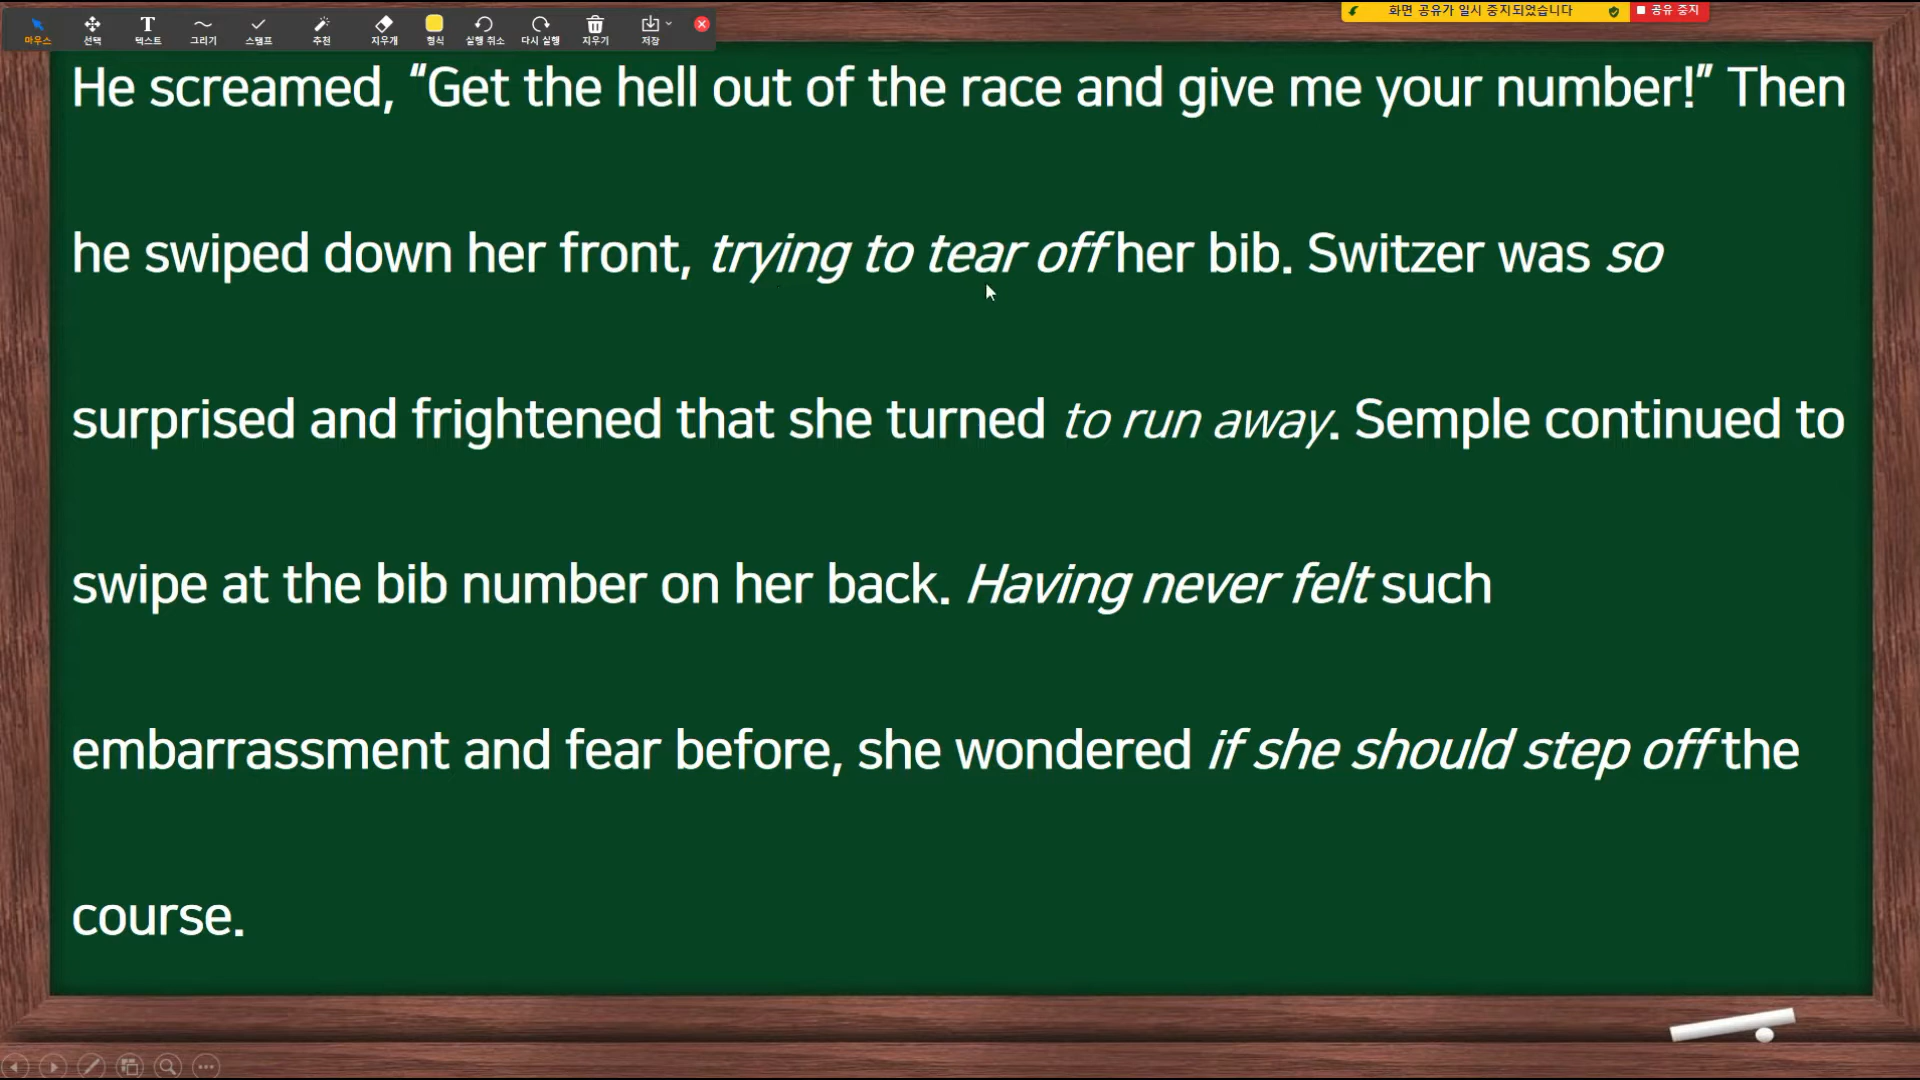 마우스 선택 텍스트 그리기 스탬프 추천 지우개 형식 실행 취소 다시 실행 지우기 저장
화면 공유가 일시 중지되었습니다 공유 중지
He screamed, “Get the hell out of the race and give me your number!” Then
he swiped down her front, trying to tear off her bib. Switzer was so
surprised and frightened that she turned to run away. Semple continued to
swipe at the bib number on her back. Having never felt such
embarrassment and fear before, she wondered if she should step off the
course.